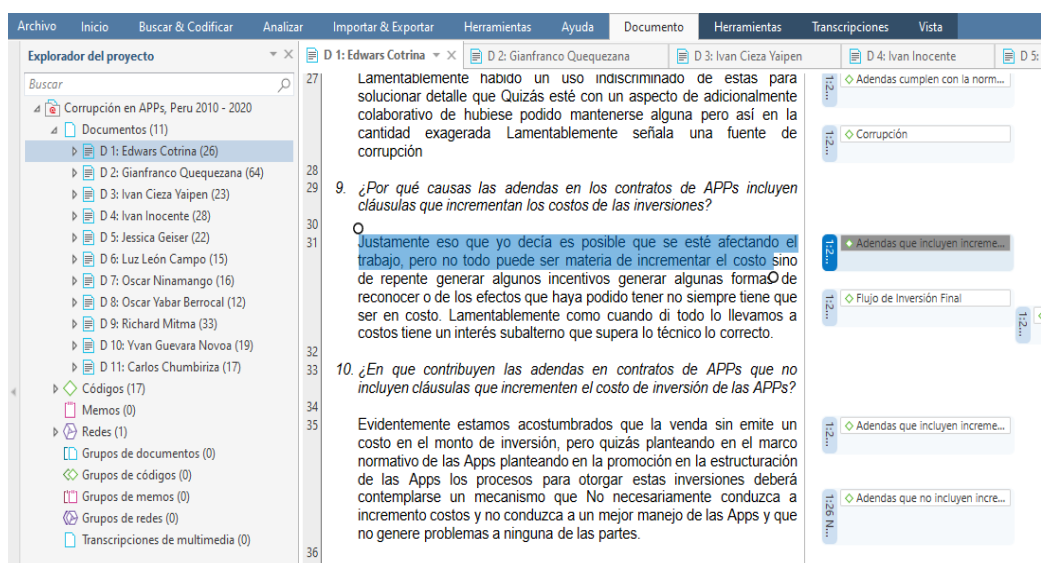 Archivo Inicio Buscar & Codificar Analizar Importar & Exportar Herramientas Ayuda Documento Herramientas Transcripciones Vista
Explorador del proyecto
D 1: Edwars Cotrina
D 2: Gianfranco Quequezana
D 3: Ivan Cieza Yaipen
D 4: Ivan Inocente
D 5:
Buscar
Corrupción en APPs, Peru 2010 - 2020
Documentos (11)
D 1: Edwars Cotrina (26)
D 2: Gianfranco Quequezana (64)
D 3: Ivan Cieza Yaipen (23)
D 4: Ivan Inocente (28)
D 5: Jessica Geiser (22)
D 6: Luz León Campo (15)
D 7: Oscar Ninamango (16)
D 8: Oscar Yabar Berrocal (12)
D 9: Richard Mitma (33)
D 10: Yvan Guevara Novoa (19)
D 11: Carlos Chumbiriza (17)
Códigos (17)
Memos (0)
Redes (1)
Grupos de documentos (0)
Grupos de códigos (0)
Grupos de memos (0)
Grupos de redes (0)
Transcripciones de multimedia (0)
27 Lamentablemente habido un uso indiscriminado de estas para
solucionar detalle que Quizás esté con un aspecto de adicionalmente
colaborativo de hubiese podido mantenerse alguna pero así en la
cantidad exagerada Lamentablemente señala una fuente de
corrupción
28
29 9. ¿Por qué causas las adendas en los contratos de APPs incluyen
cláusulas que incrementan los costos de las inversiones?
30
31 Justamente eso que yo decía es posible que se esté afectando el
trabajo, pero no todo puede ser materia de incrementar el costo sino
de repente generar algunos incentivos generar algunas formas de
reconocer o de los efectos que haya podido tener no siempre tiene que
ser en costo. Lamentablemente como cuando di todo lo llevamos a
costos tiene un interés subalterno que supera lo técnico lo correcto.
32
33 10. ¿En que contribuyen las adendas en contratos de APPs que no
incluyen cláusulas que incrementen el costo de inversión de las APPs?
34
35 Evidentemente estamos acostumbrados que la venda sin emite un
costo en el monto de inversión, pero quizás planteando en el marco
normativo de las Apps planteando en la promoción en la estructuración
de las Apps los procesos para otorgar estas inversiones deberá
contemplarse un mecanismo que No necesariamente conduzca a
incremento costos y no conduzca a un mejor manejo de las Apps y que
no genere problemas a ninguna de las partes.
36
1:2... Adendas cumplen con la norm...
1:2... Corrupción
1:2... Adendas que incluyen increme...
1:2... Flujo de Inversión Final
1:2...
1:2... Adendas que incluyen increme...
1:26 N... Adendas que no incluyen incre...